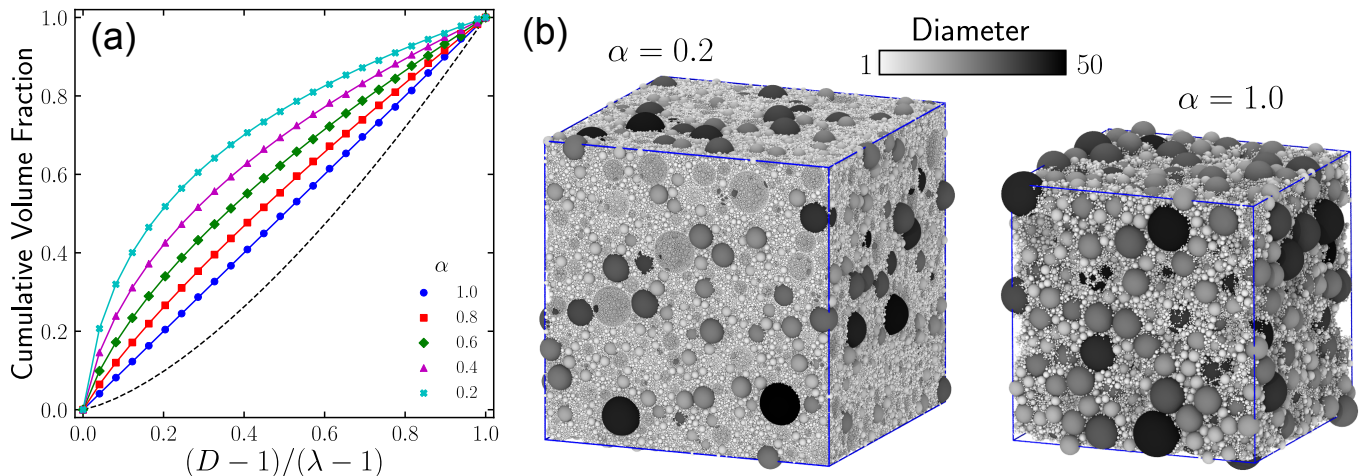 (a)
Cumulative Volume Fraction
1.0
0.8
0.6
0.4
0.2
0.0
0.0 0.2 0.4 0.6 0.8 1.0
(D − 1)/(λ − 1)
α
1.0
0.8
0.6
0.4
0.2
(b)
α = 0.2
Diameter
1 50
α = 1.0